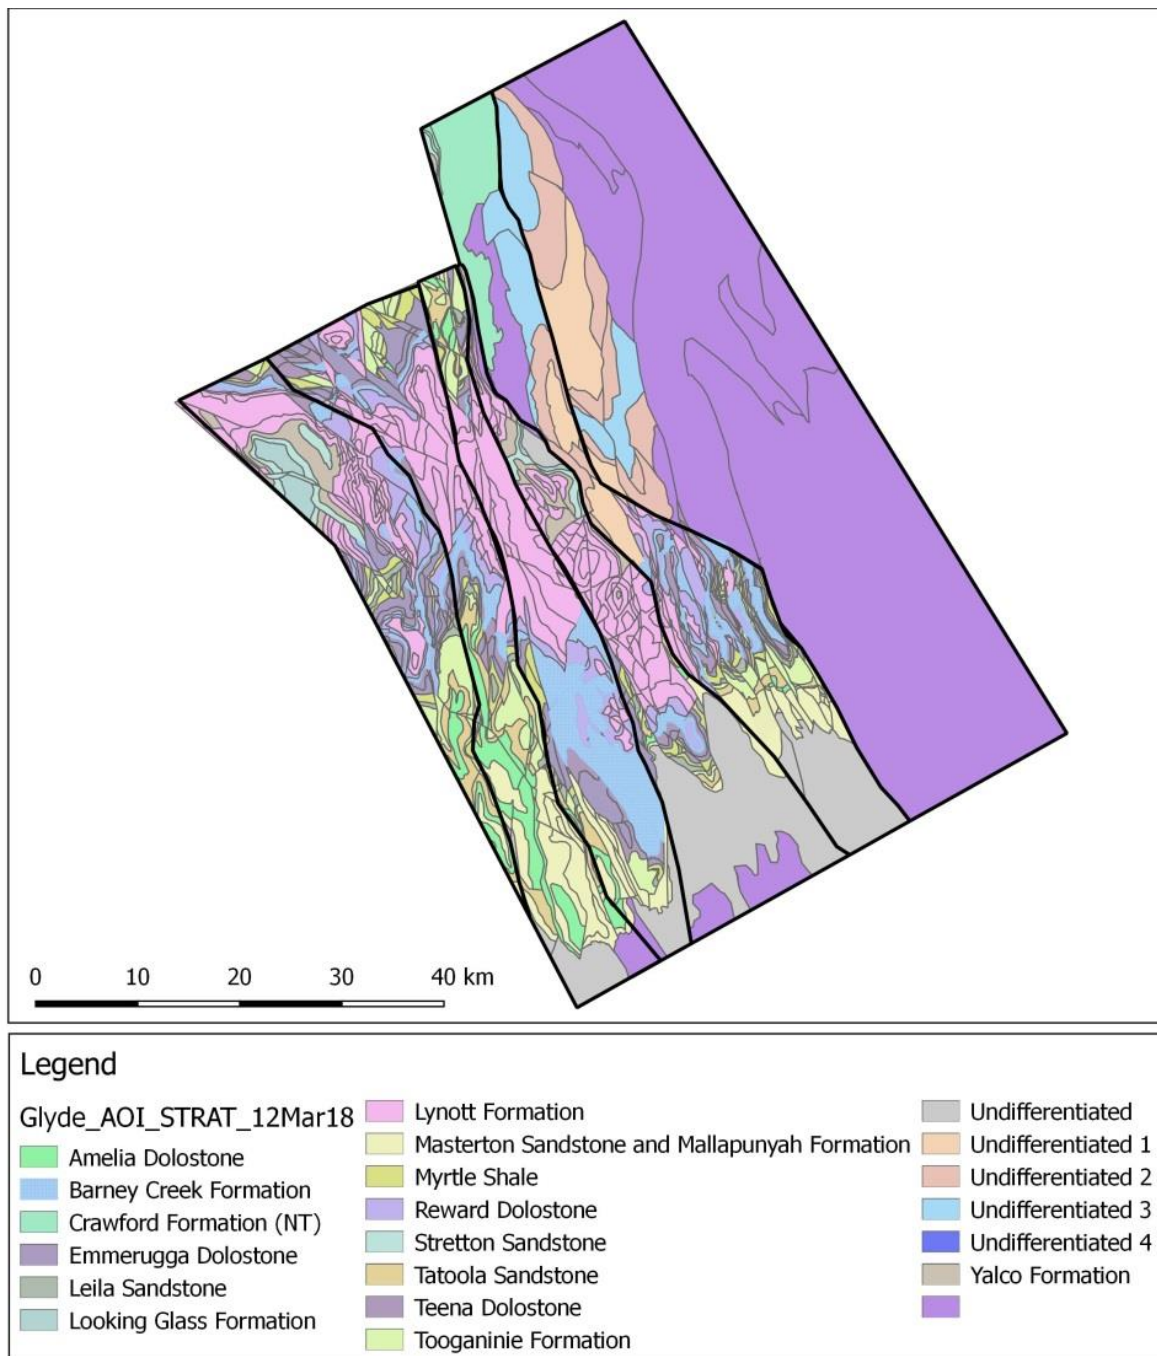 0 10 20 30 40 km
Legend
Glyde_AOI_STRAT_12Mar18
Amelia Dolostone
Barney Creek Formation
Crawford Formation (NT)
Emmerugga Dolostone
Leila Sandstone
Looking Glass Formation
Lynott Formation
Masterton Sandstone and Mallapunyah Formation
Myrtle Shale
Reward Dolostone
Stretton Sandstone
Tatoola Sandstone
Teena Dolostone
Tooganinie Formation
Undifferentiated
Undifferentiated 1
Undifferentiated 2
Undifferentiated 3
Undifferentiated 4
Yalco Formation